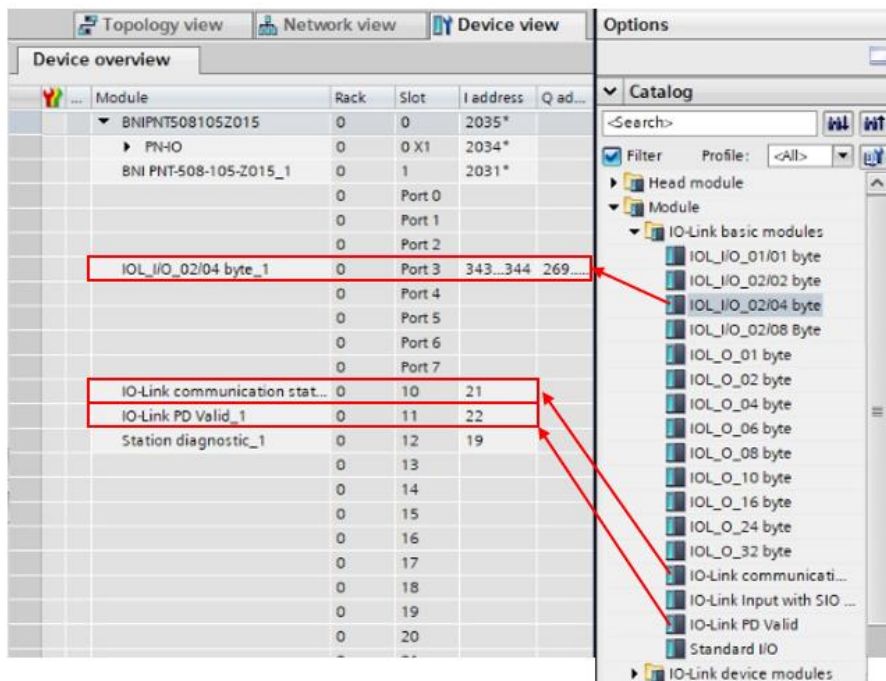 Topology view Network view Device view Options
Device overview
... Module Rack Slot I address Q ad... Catalog
BNIPNT508105Z015 0 0 2035* <Search>
PN-IO 0 0 X1 2034* Filter Profile: <All>
BNI PNT-508-105-Z015_1 0 1 2031* Head module
0 Port 0 Module
0 Port 1 IO-Link basic modules
0 Port 2 IOL_I/O_01/01 byte
IOL_I/O_02/04 byte_1 0 Port 3 343...344 269.... IOL_I/O_02/02 byte
0 Port 4 IOL_I/O_02/04 byte
0 Port 5 IOL_I/O_02/08 Byte
0 Port 6 IOL_O_01 byte
0 Port 7 IOL_O_02 byte
IO-Link communication stat... 0 10 21 IOL_O_04 byte
IO-Link PD Valid_1 0 11 22 IOL_O_06 byte
Station diagnostic_1 0 12 19 IOL_O_08 byte
0 13 IOL_O_10 byte
0 14 IOL_O_16 byte
0 15 IOL_O_24 byte
0 16 IOL_O_32 byte
0 17 IO-Link communicati...
0 18 IO-Link Input with SIO ...
0 19 IO-Link PD Valid
0 20 Standard I/O
IO-Link device modules